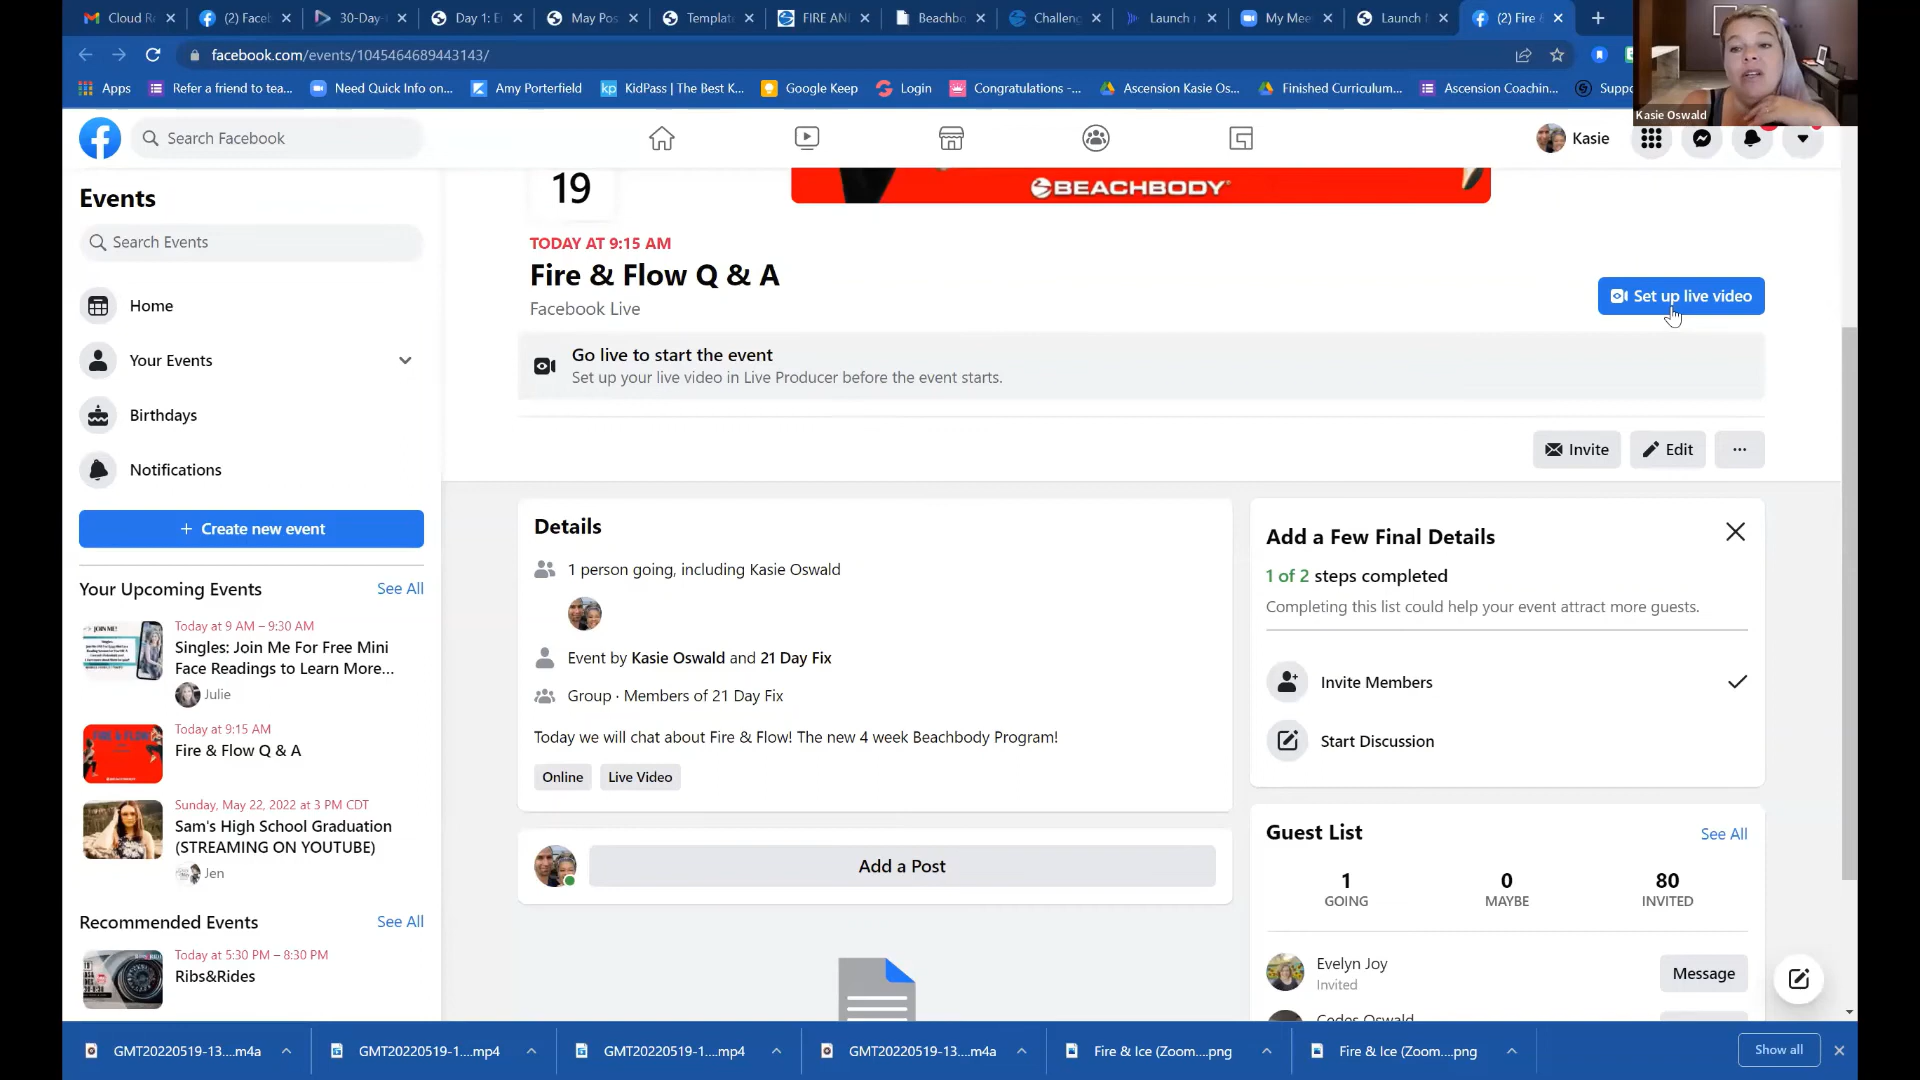 Cloud R
(2) Face
30-Day-
Day 1: E
May Pos
Templat
FIRE AN
Beachbo
Challeng
Launch
My Mee
Launch
(2) Fire
facebook.com/events/1045464689443143/
Apps
Refer a friend to tea...
Need Quick Info on...
Amy Porterfield
kp KidPass | The Best K...
Google Keep
Login
Congratulations -...
Ascension Kasie Os...
Finished Curriculum...
Ascension Coachin...
Suppo
Kasie Oswald
Search Facebook
Kasie
Events
Search Events
Home
Your Events
Birthdays
Notifications
+ Create new event
Your Upcoming Events
See All
Today at 9 AM – 9:30 AM
Singles: Join Me For Free Mini
Face Readings to Learn More...
Julie
JOIN ME!
Today at 9:15 AM
Fire & Flow Q & A
FIRE & FLOW
Sunday, May 22, 2022 at 3 PM CDT
Sam's High School Graduation
(STREAMING ON YOUTUBE)
Jen
Recommended Events
See All
Today at 5:30 PM – 8:30 PM
Ribs&Rides
19
BEACHBODY
TODAY AT 9:15 AM
Fire & Flow Q & A
Facebook Live
Set up live video
Go live to start the event
Set up your live video in Live Producer before the event starts.
Invite
Edit
...
Details
1 person going, including Kasie Oswald
Event by Kasie Oswald and 21 Day Fix
Group · Members of 21 Day Fix
Today we will chat about Fire & Flow! The new 4 week Beachbody Program!
Online
Live Video
Add a Post
Add a Few Final Details
1 of 2 steps completed
Completing this list could help your event attract more guests.
Invite Members
Start Discussion
Guest List
See All
1
GOING
0
MAYBE
80
INVITED
Evelyn Joy
Invited
Message
Codes Oswald
GMT20220519-13....m4a
GMT20220519-1....mp4
GMT20220519-1....mp4
GMT20220519-13....m4a
Fire & Ice (Zoom....png
Fire & Ice (Zoom....png
Show all